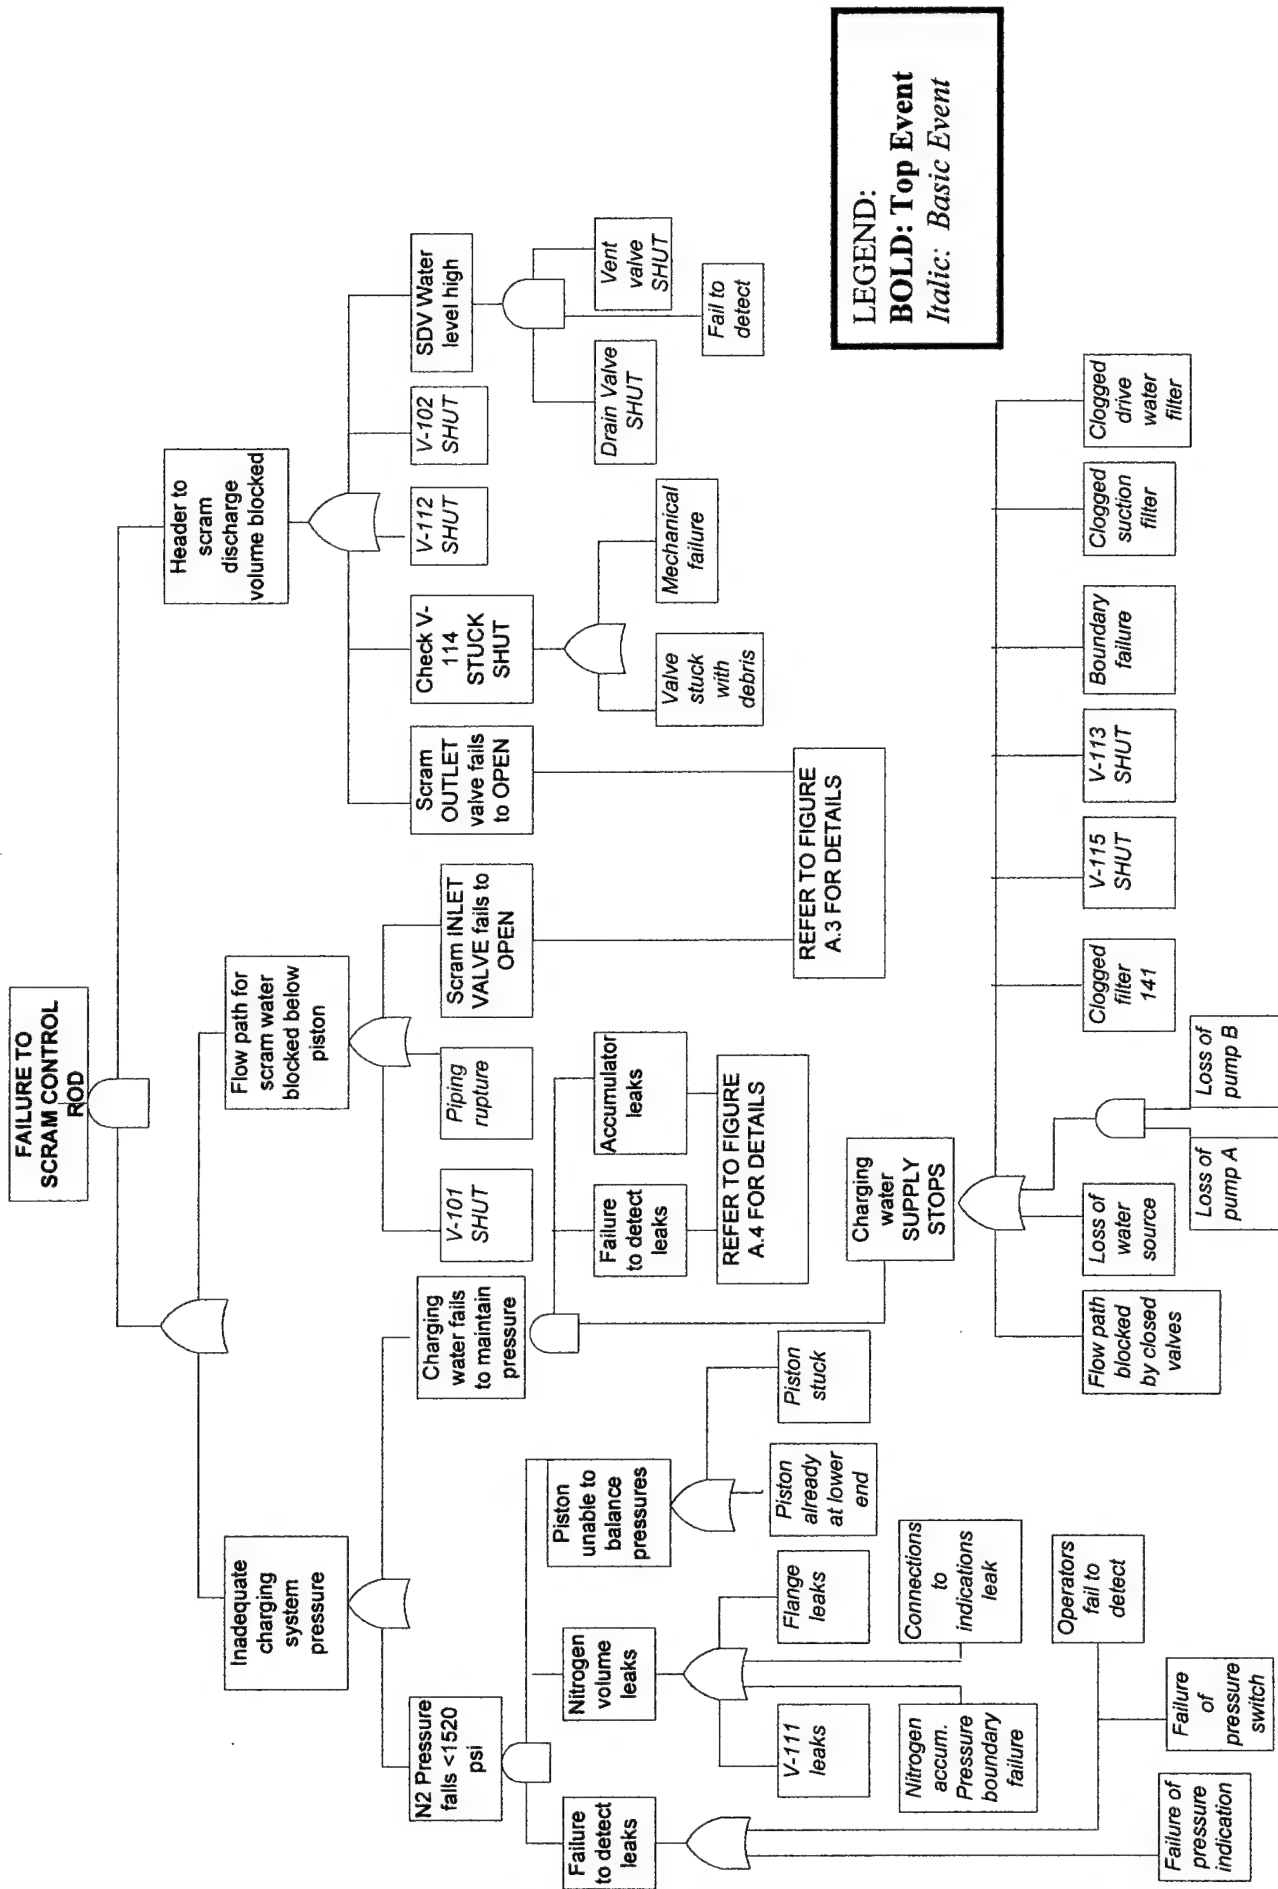 FAILURE TO
SCRAM CONTROL
ROD
Inadequate
charging
system
pressure
Flow path for
scram water
blocked below
piston
Header to
scram
discharge
volume blocked
N2 Pressure
falls <1520
psi
Charging
water fails
to maintain
pressure
V-101
SHUT
Piping
rupture
Scram INLET
VALVE fails to
OPEN
Scram
OUTLET
valve fails
to OPEN
Check V-
114
STUCK
SHUT
V-112
SHUT
V-102
SHUT
SDV Water
level high
Failure
to detect
leaks
Nitrogen
volume
leaks
Piston
unable to
balance
pressures
Failure
to detect
leaks
Accumulator
leaks
Valve
stuck
with
debris
Mechanical
failure
Drain Valve
SHUT
Vent
valve
SHUT
Fail to
detect
REFER TO FIGURE
A.4 FOR DETAILS
REFER TO FIGURE
A.3 FOR DETAILS
V-111
leaks
Flange
leaks
Piston
already
at lower
end
Piston
stuck
Charging
water
SUPPLY
STOPS
Nitrogen
accum.
Pressure
boundary
failure
Connections
to
indications
leak
Operators
fail to
detect
Failure of
pressure
indication
Failure
of
pressure
switch
Flow path
blocked
by closed
valves
Loss of
water
source
Loss of
pump A
Loss of
pump B
Clogged
filter
141
V-115
SHUT
V-113
SHUT
Boundary
failure
Clogged
suction
filter
Clogged
drive
water
filter
LEGEND:
BOLD: Top Event
Italic: Basic Event